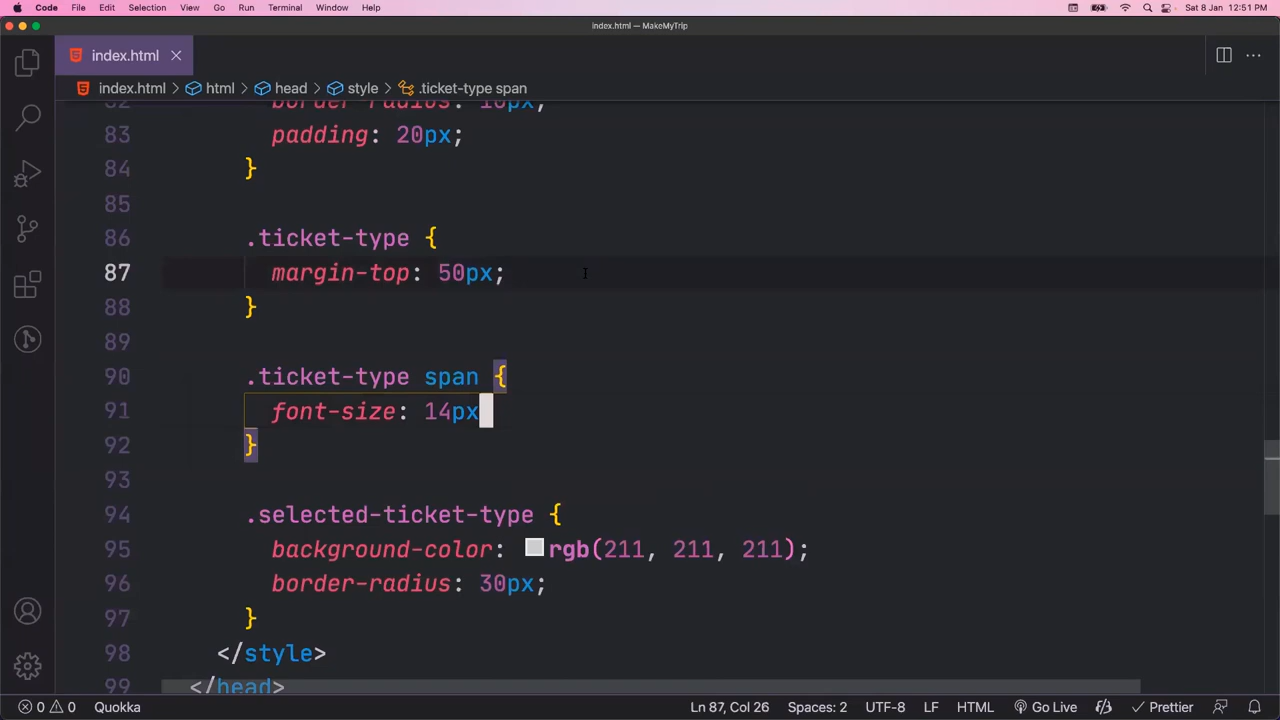 Code File Edit Selection View Go Run Terminal Window Help Sat 8 Jan 12:51 PM
index.html — MakeMyTrip
index.html
index.html html head style .ticket-type span
82 border-radius: 10px;
83 padding: 20px;
84 }
85
86 .ticket-type {
87 margin-top: 50px;
88 }
89
90 .ticket-type span {
91 font-size: 14px
92 }
93
94 .selected-ticket-type {
95 background-color: rgb(211, 211, 211);
96 border-radius: 30px;
97 }
98 </style>
99 </head>
0 0 Quokka Ln 87, Col 26 Spaces: 2 UTF-8 LF HTML Go Live Prettier